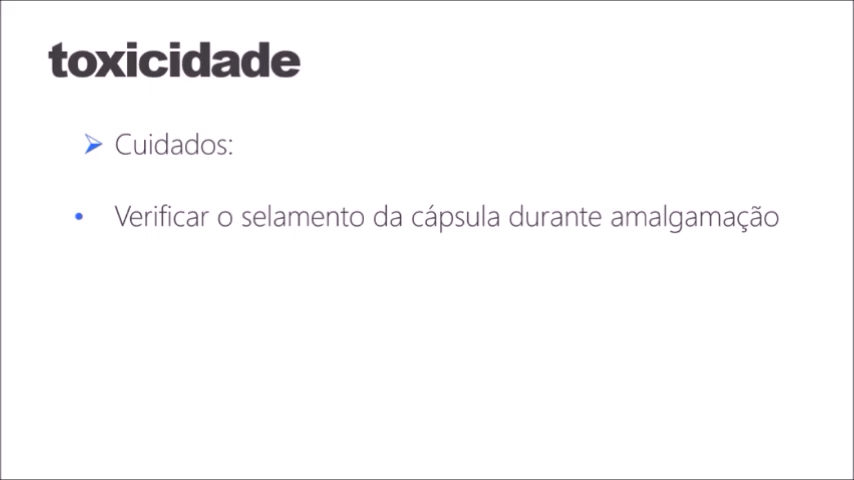 toxicidade
Cuidados:
Verificar o selamento da cápsula durante amalgamação